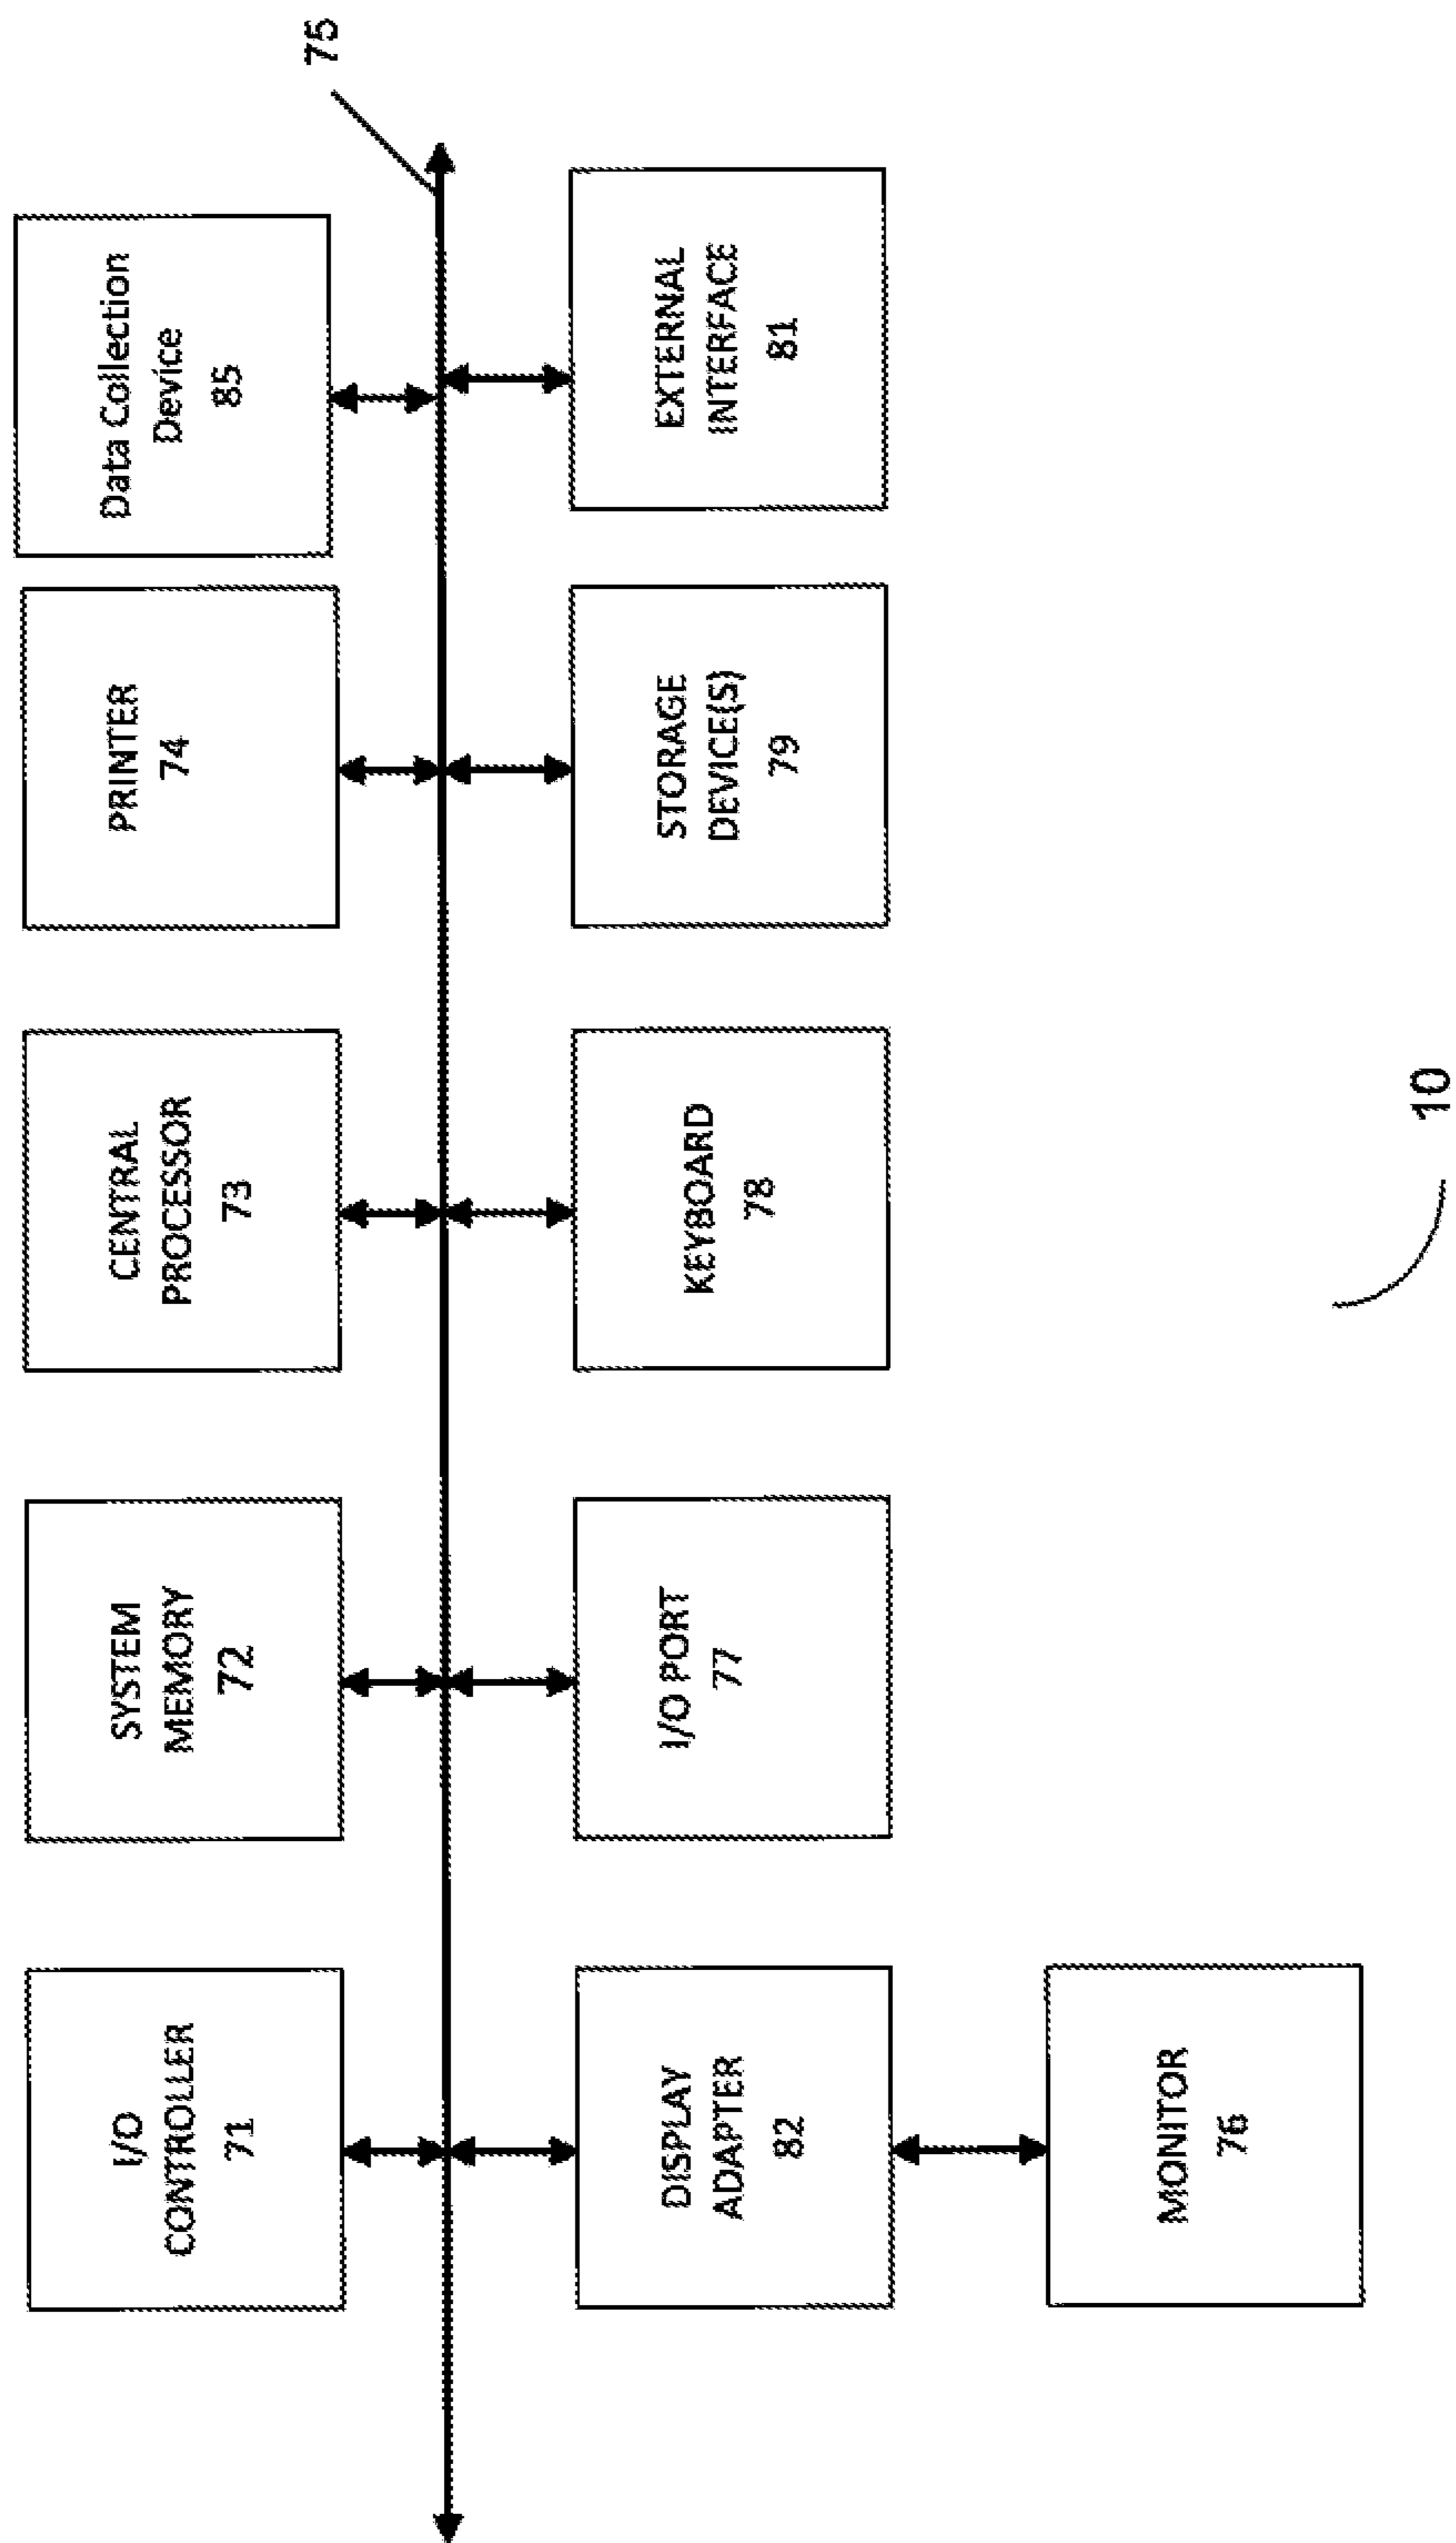 I/O
CONTROLLER
71
SYSTEM
MEMORY
72
CENTRAL
PROCESSOR
73
PRINTER
74
Data Collection
Device
85
75
DISPLAY
ADAPTER
82
I/O PORT
77
KEYBOARD
78
STORAGE
DEVICE(S)
79
EXTERNAL
INTERFACE
81
MONITOR
76
10